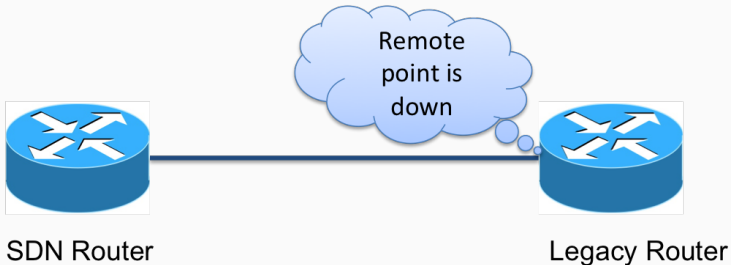 Remote
point is
down
SDN Router
Legacy Router